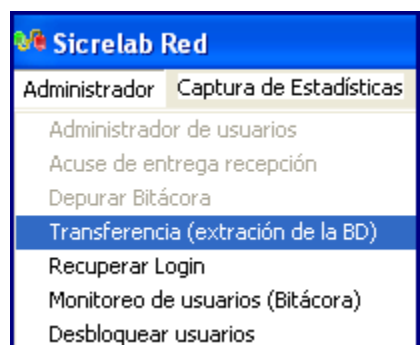 Sicrelab Red
Administrador Captura de Estadísticas
Administrador de usuarios
Acuse de entrega recepción
Depurar Bitácora
Transferencia (extración de la BD)
Recuperar Login
Monitoreo de usuarios (Bitácora)
Desbloquear usuarios